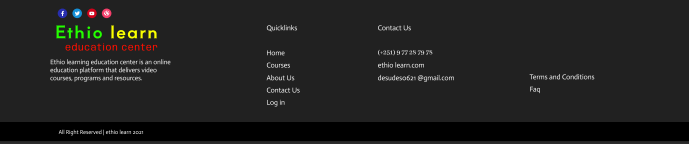 Ethio learn
education center
Ethio learning education center is an online
education platform that delivers video
courses, programs and resources.
Quicklinks
Home
Courses
About Us
Contact Us
Log in
Contact Us
(+251) 9 77 28 79 78
ethio learn.com
desudeso621 @gmail.com
Terms and Conditions
Faq
All Right Reserved | ethio learn 2021